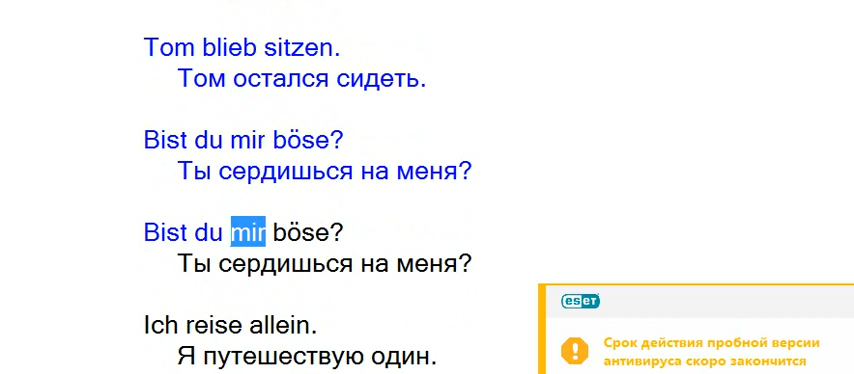 Tom blieb sitzen.
Том остался сидеть.
Bist du mir böse?
Ты сердишься на меня?
Bist du mir böse?
Ты сердишься на меня?
Ich reise allein.
Я путешествую один.
eset
Срок действия пробной версии
антивируса скоро закончится